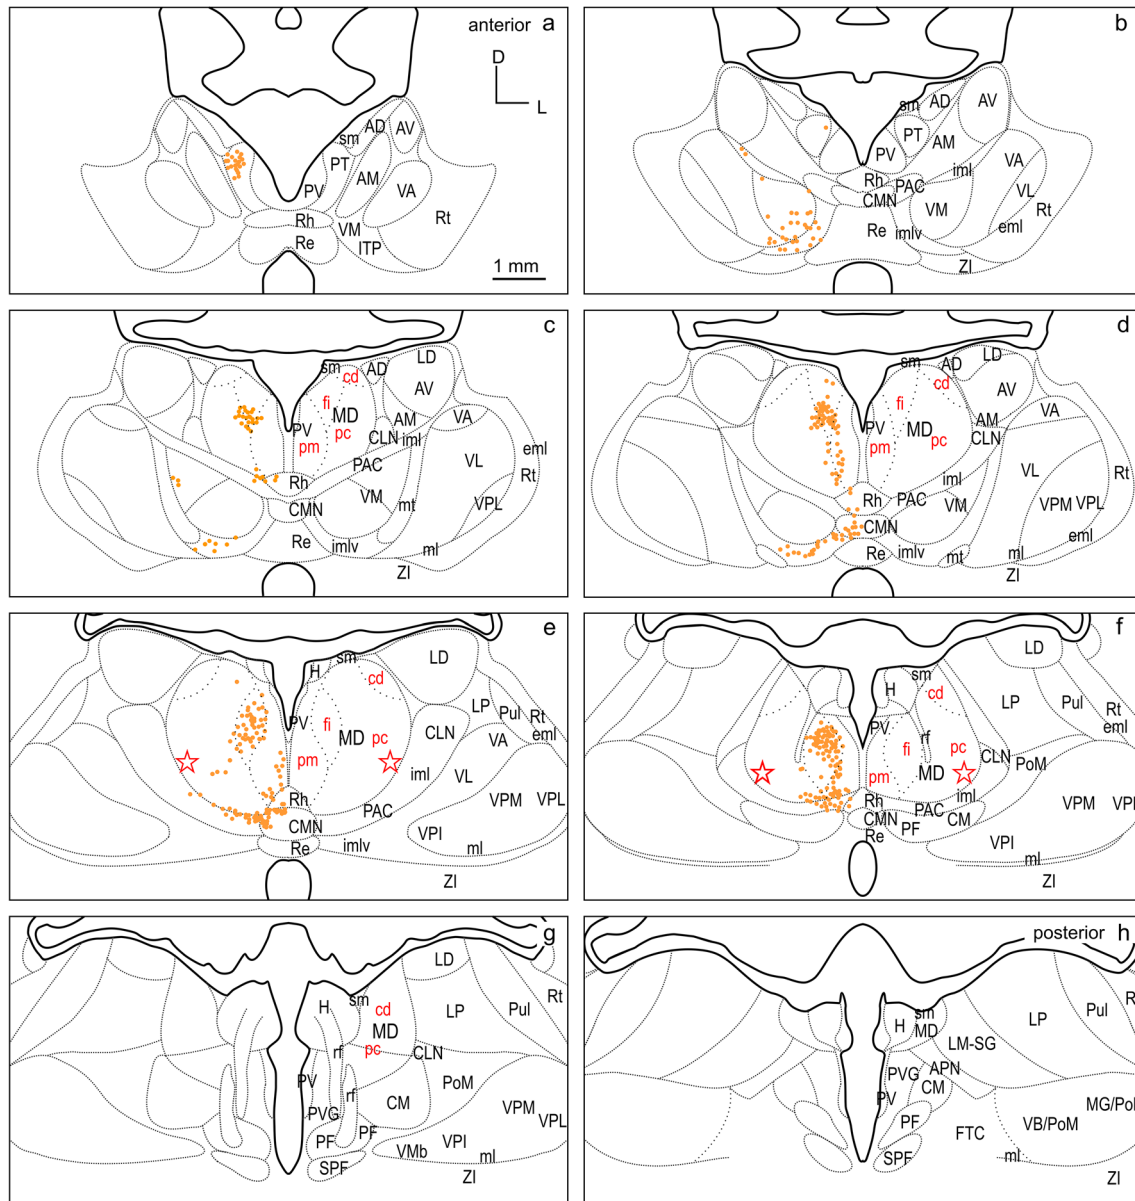 anterior a
D
L
sm AD AV
PT
AM
PV
VA
Rt
Rh
VM
Re
ITP
1 mm
b
sm AD AV
PT AM
PV
iml VA
Rh PAC
VL
CMN VM
Rt
Re imlv
eml
ZI
c
sm cd AD LD
AV
fi
MD AM VA
PV
pm pc CLN iml
eml
PAC VL
Rt
Rh
VM
mt VPL
CMN
Re imlv ml
ZI
d
sm LD
cd
AV
fi
PV MD AM VA
pm pc CLN
iml VL
Rt
Rh PAC
VM VPM VPL
CMN
eml
Re imlv mt ml
ZI
e
H sm LD
cd
LP
Pul Rt
PV fi
MD pc CLN
eml
VA
pm
iml VL
Rh
PAC
VPM VPL
CMN
VPI
Re imlv ml
ZI
f
sm LD
H cd
LP Pul
Rt
PV
rf
eml
fi pc
CLN PoM
pm MD
iml
Rh
PAC
VPM VPL
CMN CM
PF
Re
VPI
ml
ZI
g
LD
sm
Rt
H cd LP Pul
MD
rf pc CLN
PV PoM
rf
CM
PVG
VPM
PF PF
VPL
VMb VPI
ml
SPF
ZI
posterior h
Pul R
sm
H MD
LP
LM-SG
PVG APN
CM
PV
MG/Pol
PF
VB/PoM
FTC
SPF ml
ZI